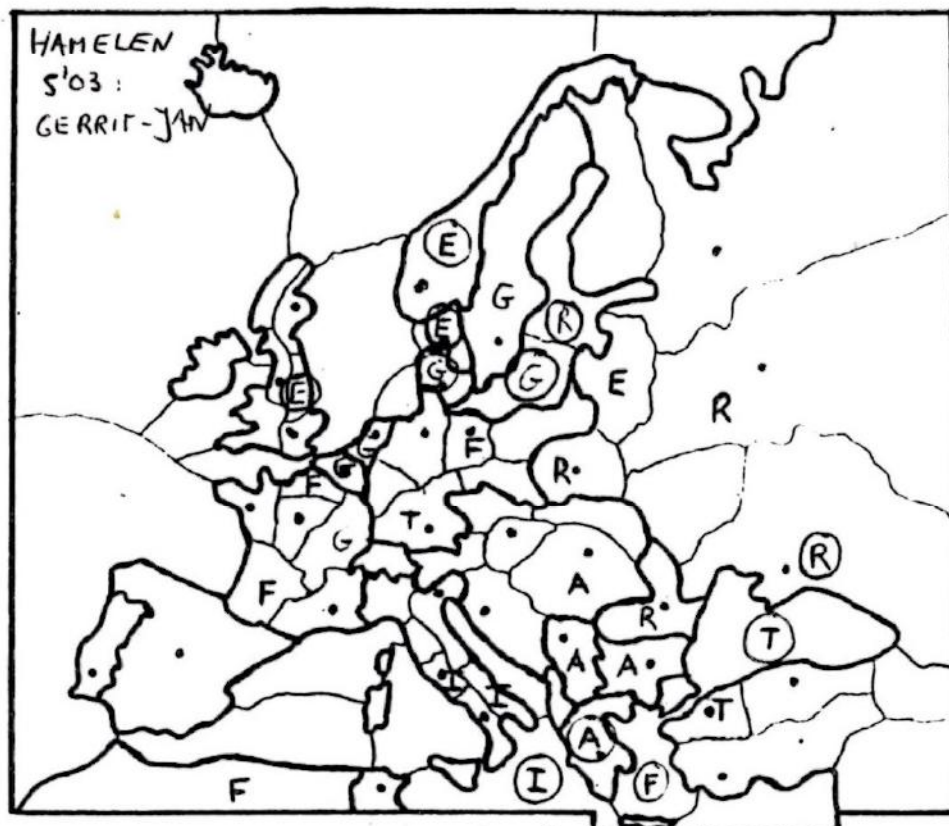 HAMELEN
S'03 :
GERRIT-JAN
E
G
E R
G G E
E R
F
F R
T
G R
F A
R T
A A
I I T
A
F I F